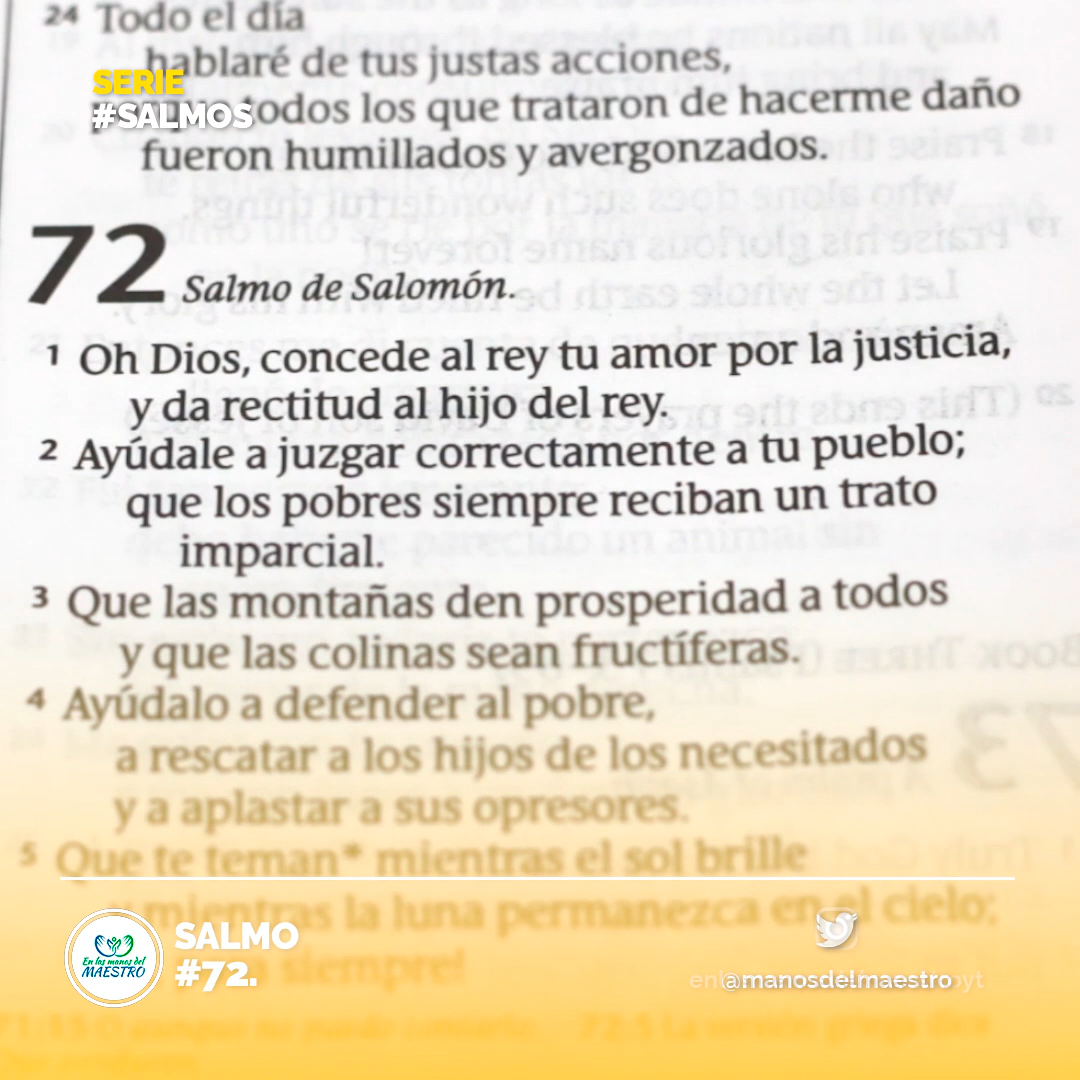 24 Todo el día
hablaré de tus justas acciones,
SERIE
#SALMOS
todos los que trataron de hacerme daño
fueron humillados y avergonzados.
72 Salmo de Salomón.
1 Oh Dios, concede al rey tu amor por la justicia,
y da rectitud al hijo del rey.
2 Ayúdale a juzgar correctamente a tu pueblo;
que los pobres siempre reciban un trato
imparcial.
3 Que las montañas den prosperidad a todos
y que las colinas sean fructíferas.
4 Ayúdalo a defender al pobre,
a rescatar a los hijos de los necesitados
y a aplastar a sus opresores.
5 Que te teman* mientras el sol brille
y mientras la luna permanezca en el cielo;
siempre!
En las manos del
MAESTRO
SALMO
#72.
@manosdelmaestro